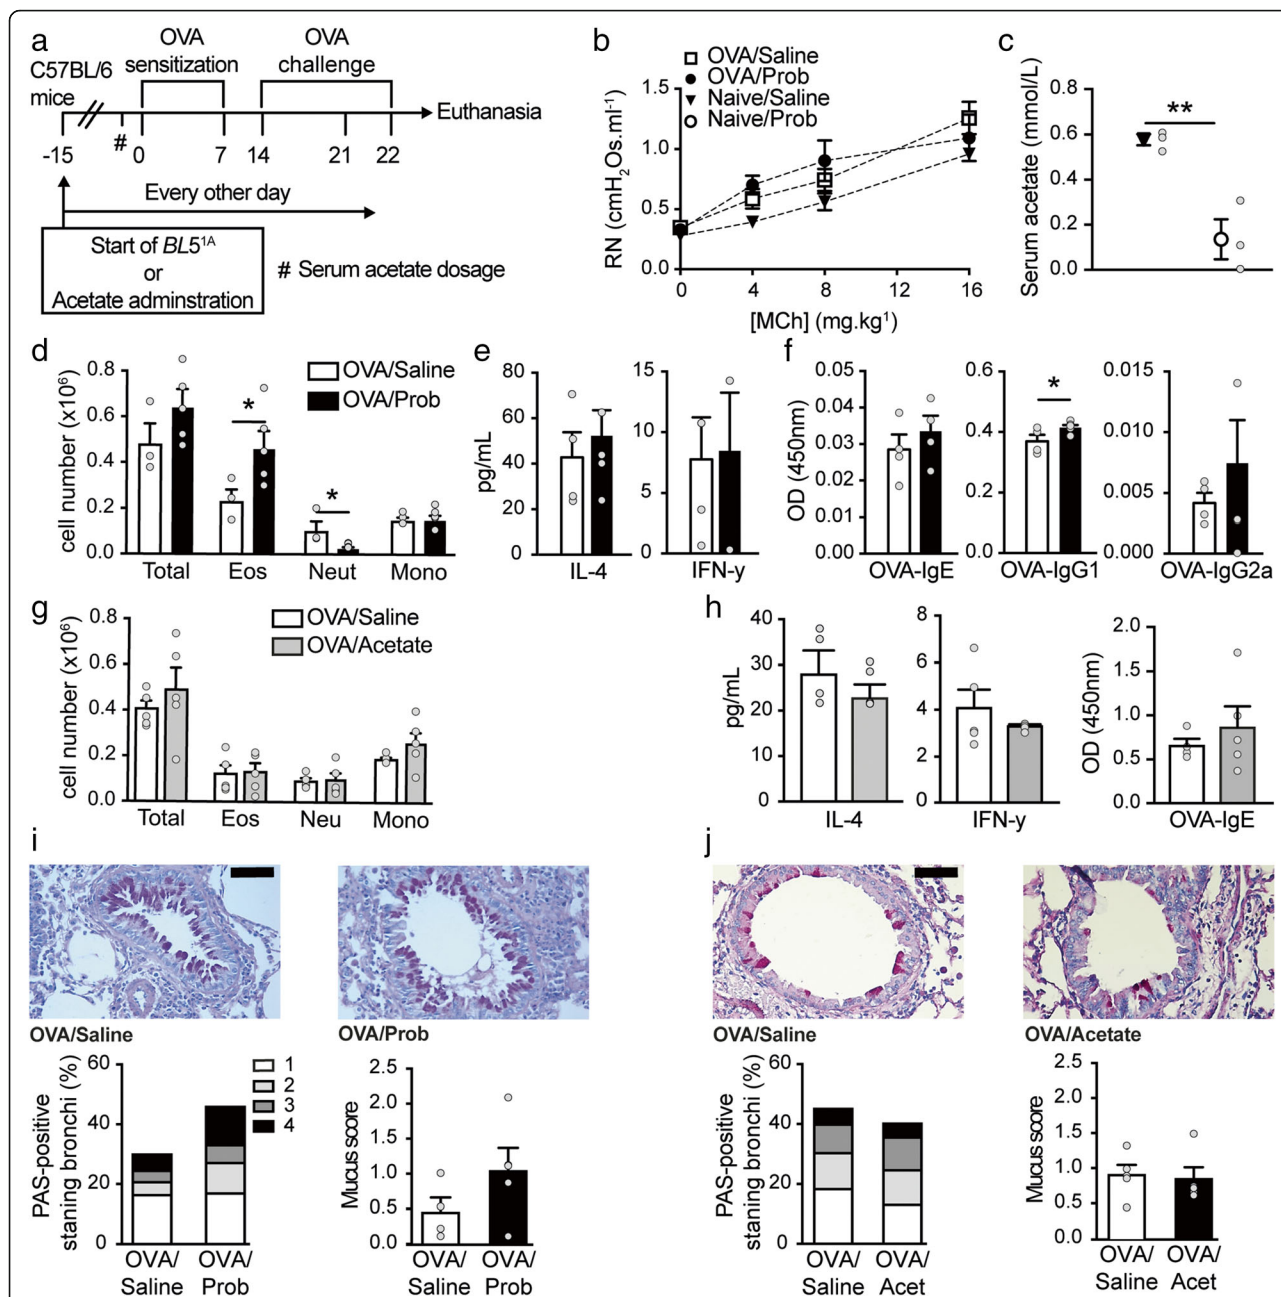 a
OVA
sensitization
OVA
challenge
C57BL/6
mice
Euthanasia
-15
#
0
7
14
21
22
Every other day
Start of BL5¹ᴬ
or
Acetate adminstration
# Serum acetate dosage
b
OVA/Saline
OVA/Prob
Naive/Saline
Naive/Prob
RN (cmH₂Os.ml⁻¹)
1.5
1.0
0.5
0.0
0 4 8 12 16
[MCh] (mg.kg¹)
c
Serum acetate (mmol/L)
0.8
0.6
0.4
0.2
0.0
**
d
OVA/Saline
OVA/Prob
cell number (x10⁶)
0.8
0.6
0.4
0.2
0.0
*
*
Total Eos Neut Mono
e
pg/mL
80
60
40
20
0
IL-4
15
10
5
0
IFN-y
f
OD (450nm)
0.05
0.04
0.03
0.02
0.01
0.00
OVA-IgE
0.6
0.4
0.2
0.0
*
OVA-IgG1
0.015
0.010
0.005
0.000
OVA-IgG2a
g
OVA/Saline
OVA/Acetate
cell number (x10⁶)
0.8
0.6
0.4
0.2
0.0
Total Eos Neu Mono
h
pg/mL
40
30
20
10
0
IL-4
8
6
4
2
0
IFN-y
OD (450nm)
2.0
1.5
1.0
0.5
0.0
OVA-IgE
i
OVA/Saline
OVA/Prob
PAS-positive
staning bronchi (%)
60
40
20
0
1
2
3
4
OVA/ OVA/
Saline Prob
Mucus score
2.5
2.0
1.5
1.0
0.5
0.0
OVA/ OVA/
Saline Prob
j
OVA/Saline
OVA/Acetate
PAS-positive
staning bronchi (%)
60
40
20
0
OVA/ OVA/
Saline Acet
Mucus score
2.5
2.0
1.5
1.0
0.5
0.0
OVA/ OVA/
Saline Acet